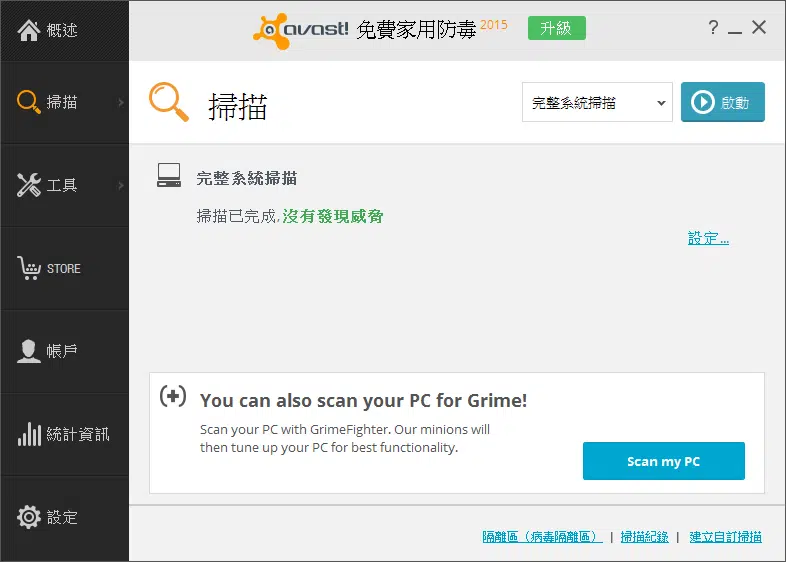 概述
avast! 免費家用防毒 2015
升級
?
掃描
掃描
完整系統掃描
啟動
工具
完整系統掃描
掃描已完成,沒有發現威脅
設定...
STORE
帳戶
You can also scan your PC for Grime!
Scan your PC with GrimeFighter. Our minions will
then tune up your PC for best functionality.
Scan my PC
統計資訊
設定
隔離區（病毒隔離區） | 掃描紀錄 | 建立自訂掃描